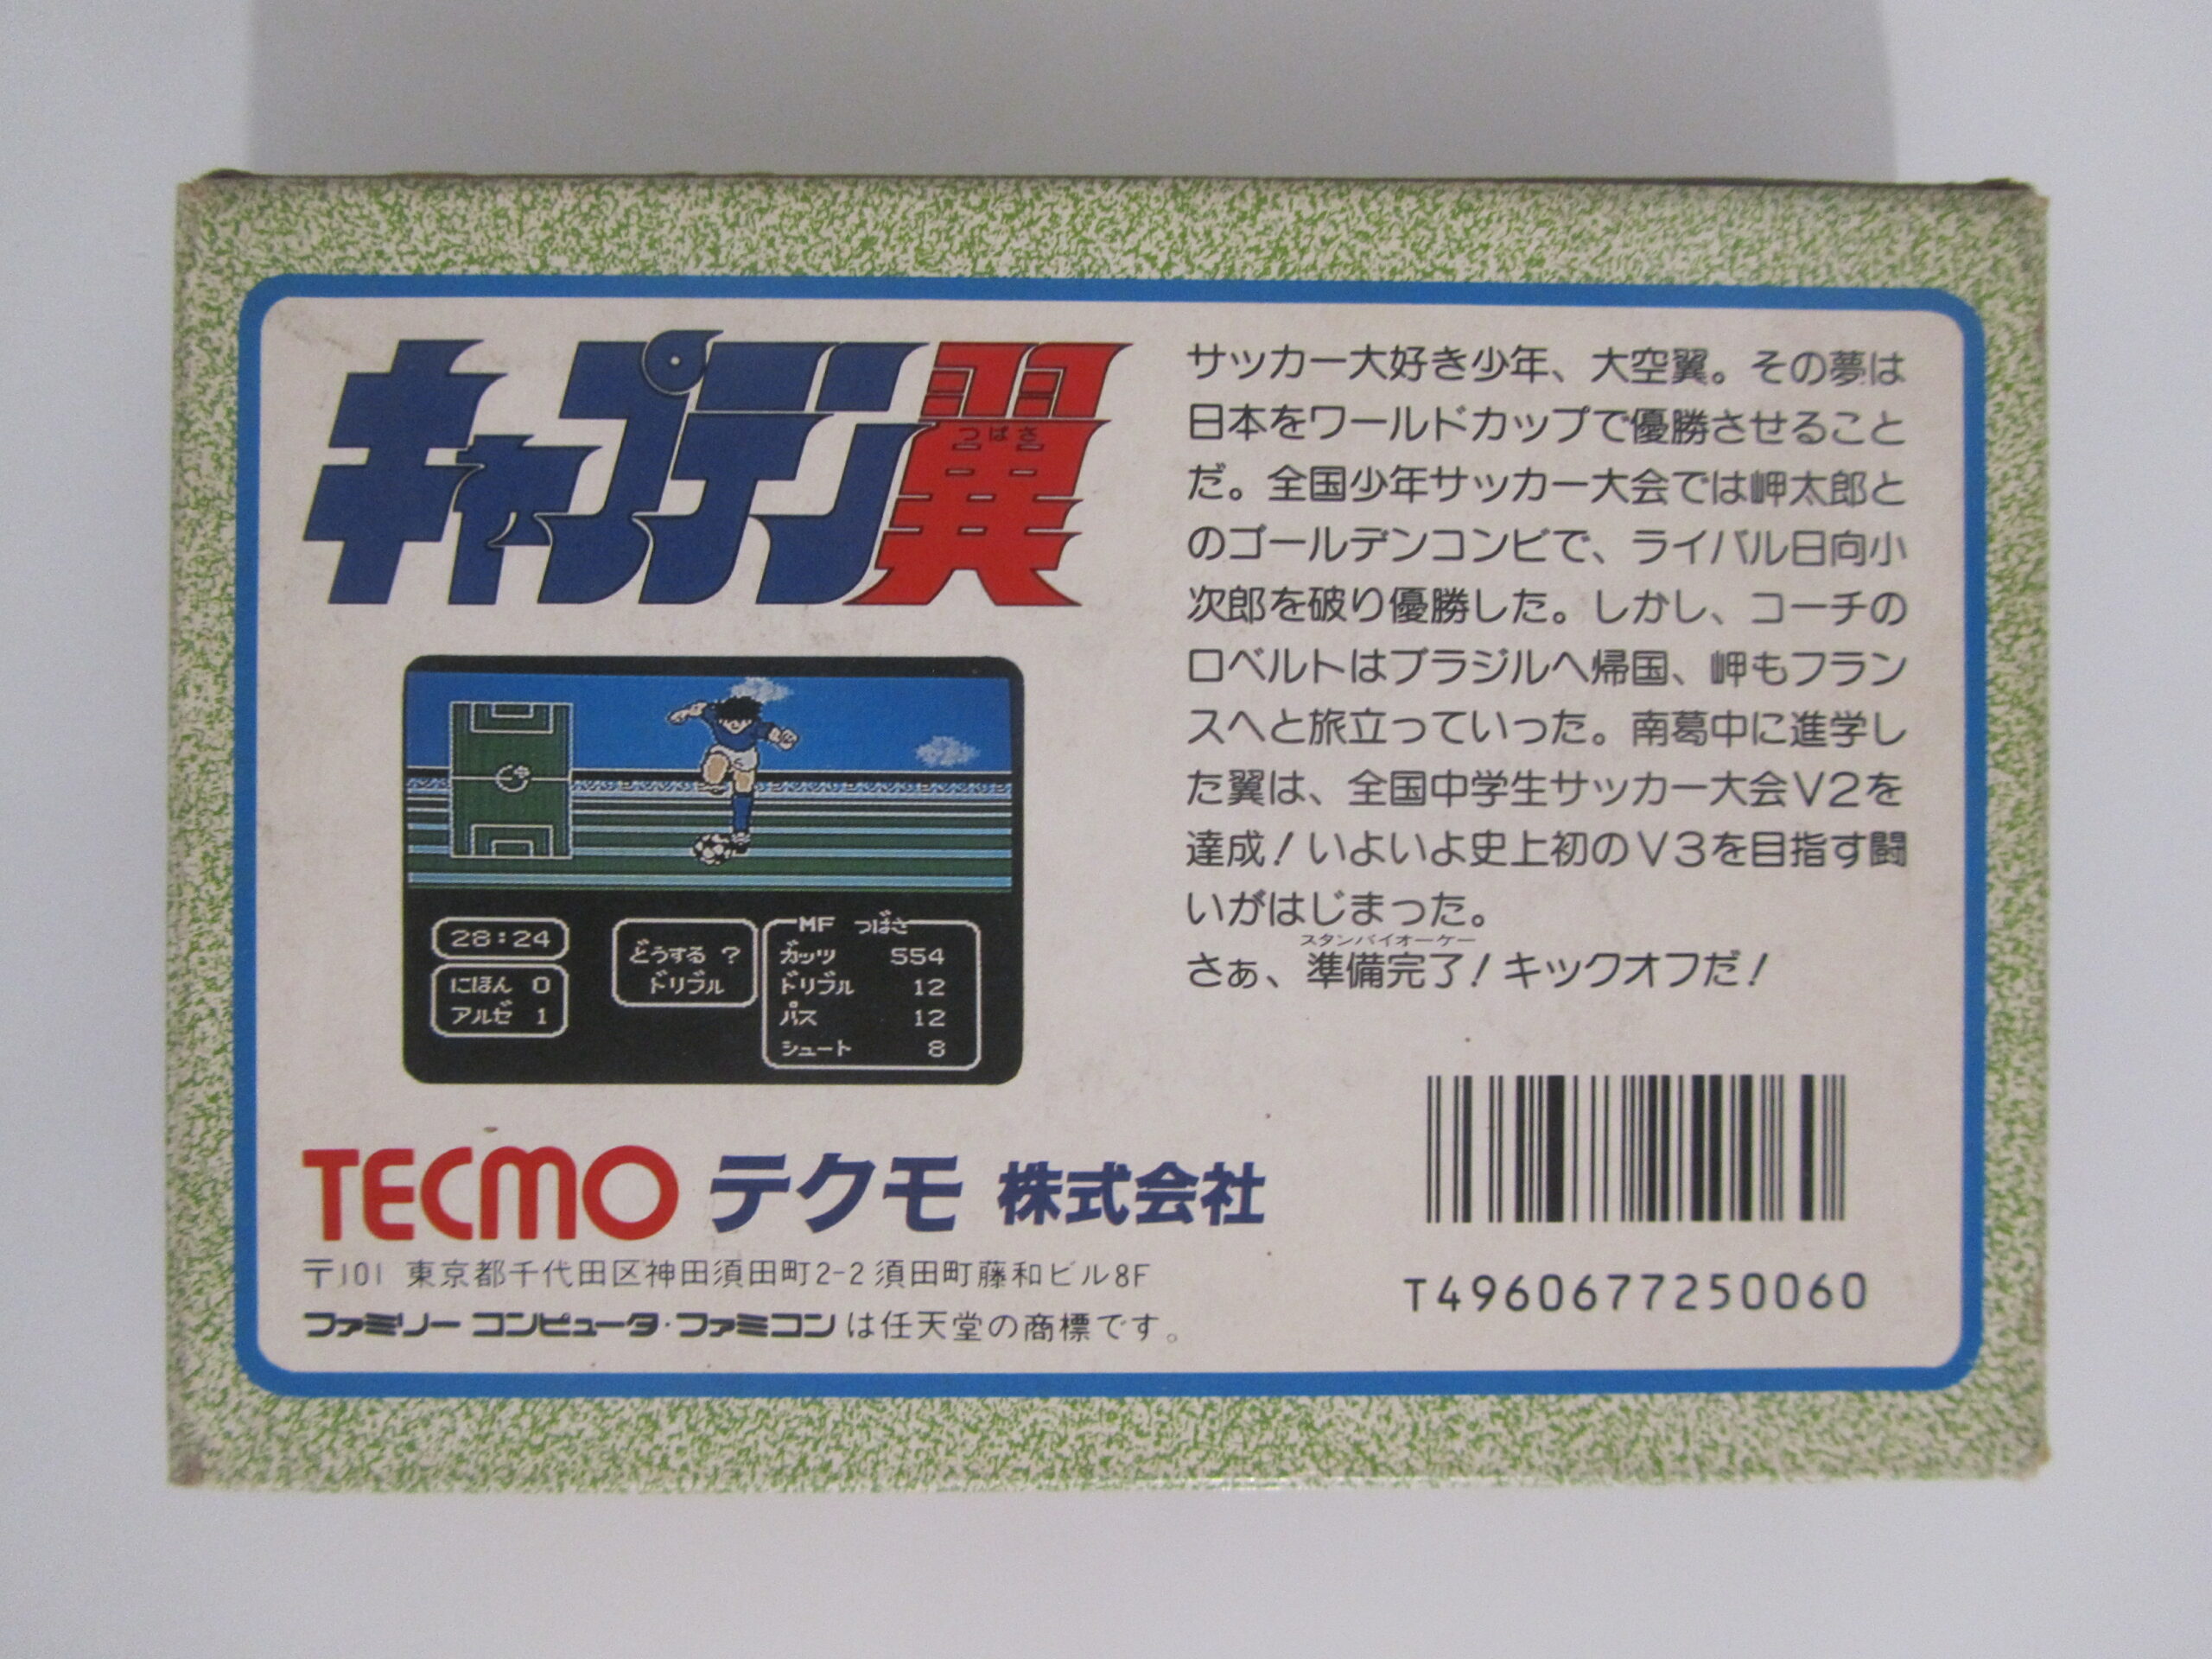 キャプテン翼
つばさ
サッカー大好き少年、大空翼。その夢は
日本をワールドカップで優勝させること
だ。全国少年サッカー大会では岬太郎と
のゴールデンコンビで、ライバル日向小
次郎を破り優勝した。しかし、コーチの
ロベルトはブラジルへ帰国、岬もフラン
スへと旅立っていった。南葛中に進学し
た翼は、全国中学生サッカー大会V2を
達成！いよいよ史上初のV3を目指す闘
いがはじまった。
スタンバイオーケー
さぁ、準備完了！キックオフだ！
28:24
にほん 0
アルゼ 1
どうする ?
ドリブル
MF つばさ
ガッツ 554
ドリブル 12
パス 12
シュート 8
TECMO テクモ 株式会社
〒101 東京都千代田区神田須田町2-2 須田町藤和ビル8F
ファミリーコンピュータ・ファミコンは任天堂の商標です。
T4960677250060